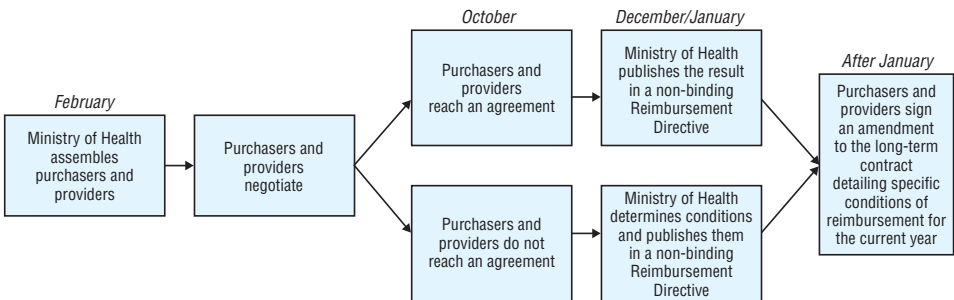 February
Ministry of Health
assembles
purchasers and
providers
Purchasers and
providers
negotiate
October
Purchasers and
providers
reach an agreement
December/January
Ministry of Health
publishes the result
in a non-binding
Reimbursement
Directive
Purchasers and
providers do not
reach an agreement
Ministry of Health
determines conditions
and publishes them
in a non-binding
Reimbursement
Directive
After January
Purchasers and
providers sign
an amendment
to the long-term
contract
detailing specific
conditions of
reimbursement for
the current year